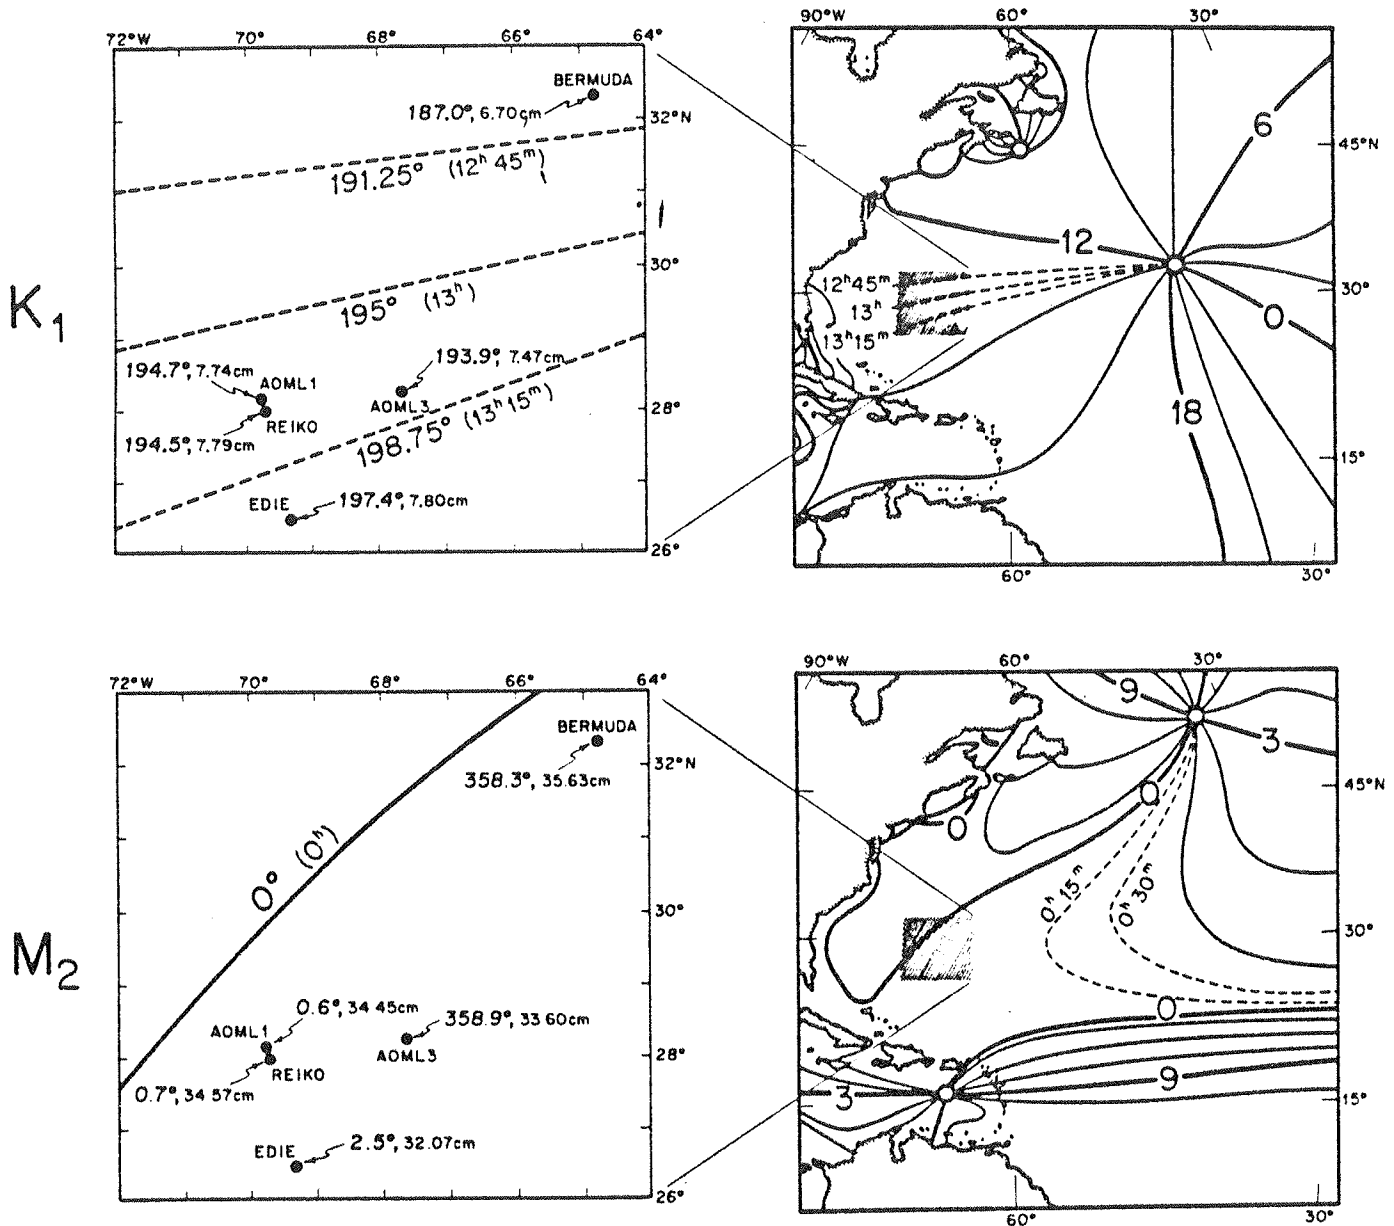 72°W 70° 68° 66° 64°
90°W 60° 30°
BERMUDA
187.0°, 6.70cm
32°N
191.25° (12ʰ 45ᵐ)
6
45°N
30°
12
K₁
195° (13ʰ)
12ʰ45ᵐ
13ʰ
13ʰ15ᵐ
30°
0
194.7°, 7.74cm
AOML1
193.9°, 7.47cm
AOML3
28°
REIKO
194.5°, 7.79cm
198.75° (13ʰ 15ᵐ)
18
15°
EDIE
197.4°, 7.80cm
26°
60° 30°
72°W 70° 68° 66° 64°
90°W 60° 30°
9
3
BERMUDA
358.3°, 35.63cm
32°N
0
45°N
0
0° (0ʰ)
0ʰ 15ᵐ
0ʰ 30ᵐ
30°
30°
M₂
0.6°, 34 45cm
AOML1
358.9°, 33 60cm
AOML3
28°
REIKO
0.7°, 34 57cm
0
9
3
15°
EDIE
2.5°, 32.07cm
26°
60° 30°